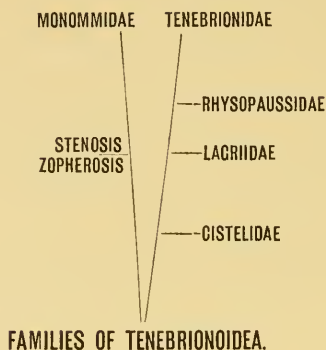 MONOMMIDAE TENEBRIONIDAE
RHYSOPAUSSIDAE
STENOSIS
ZOPHEROSIS
LAGRIIDAE
CISTELIDAE
FAMILIES OF TENEBRIONOIDEA.